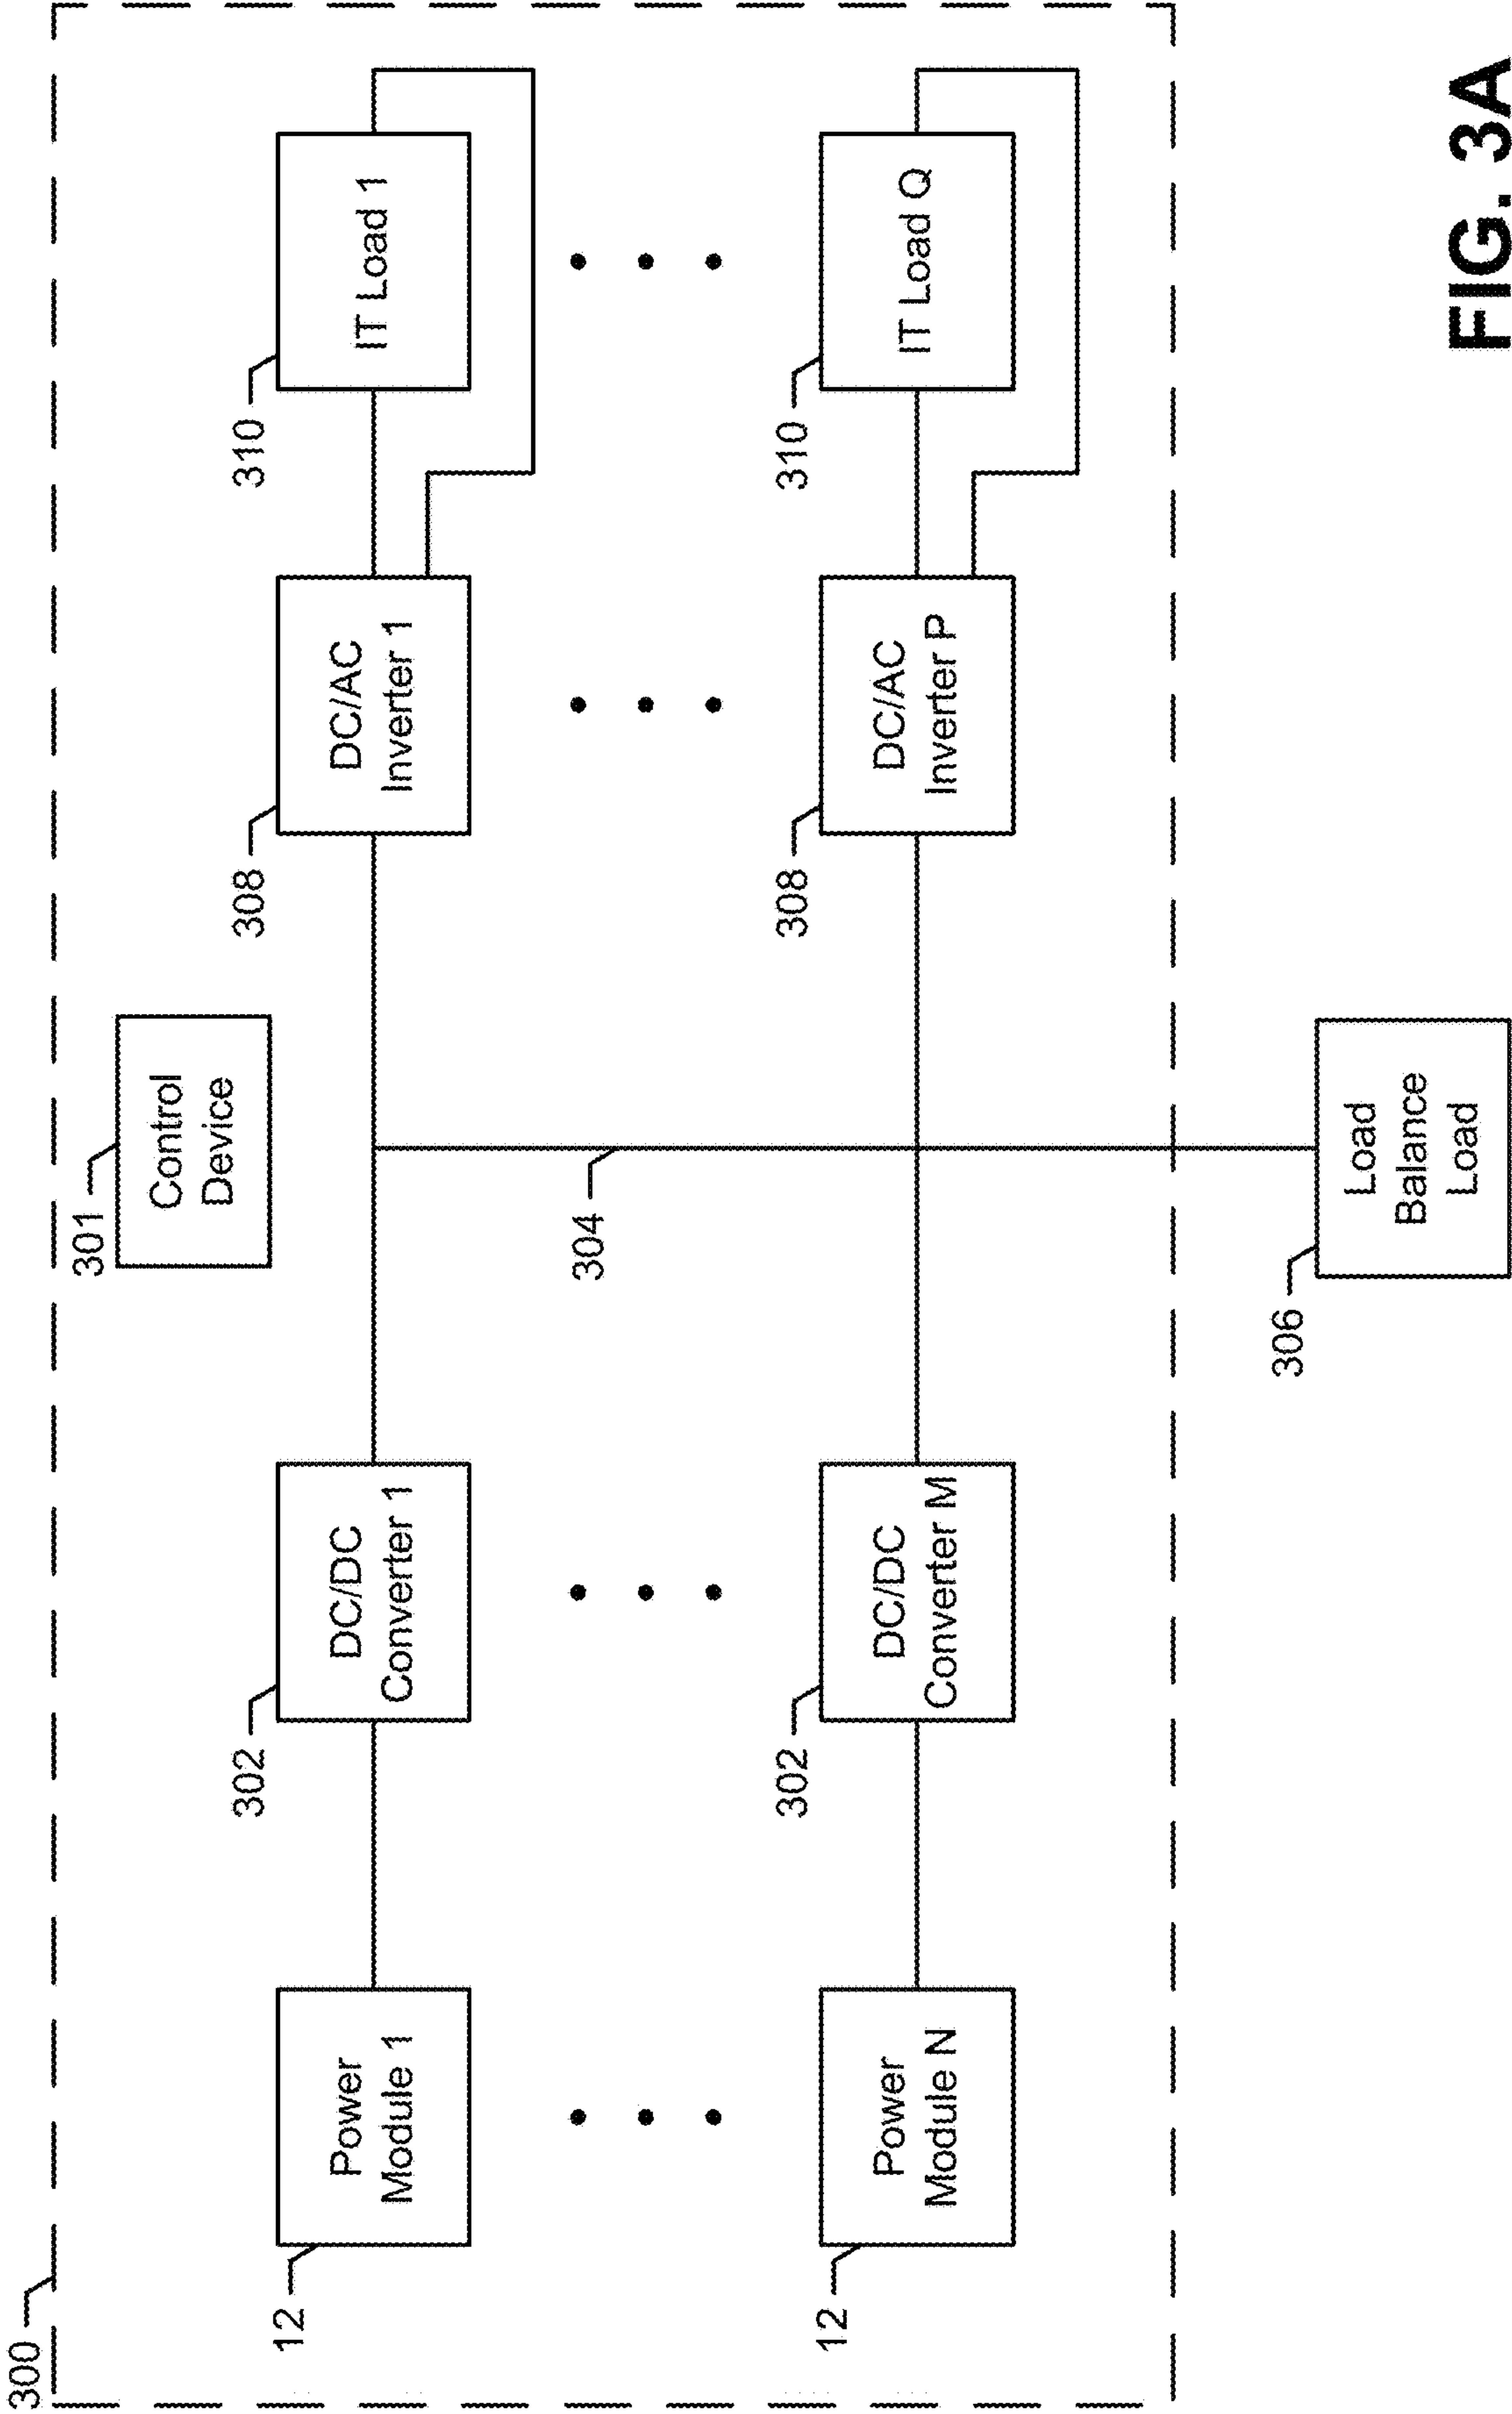 300
301
Control
Device
12
Power
Module 1
302
DC/DC
Converter 1
308
DC/AC
Inverter 1
310
IT Load 1
304
12
Power
Module N
302
DC/DC
Converter M
308
DC/AC
Inverter P
310
IT Load Q
306
Load
Balance
Load
FIG. 3A